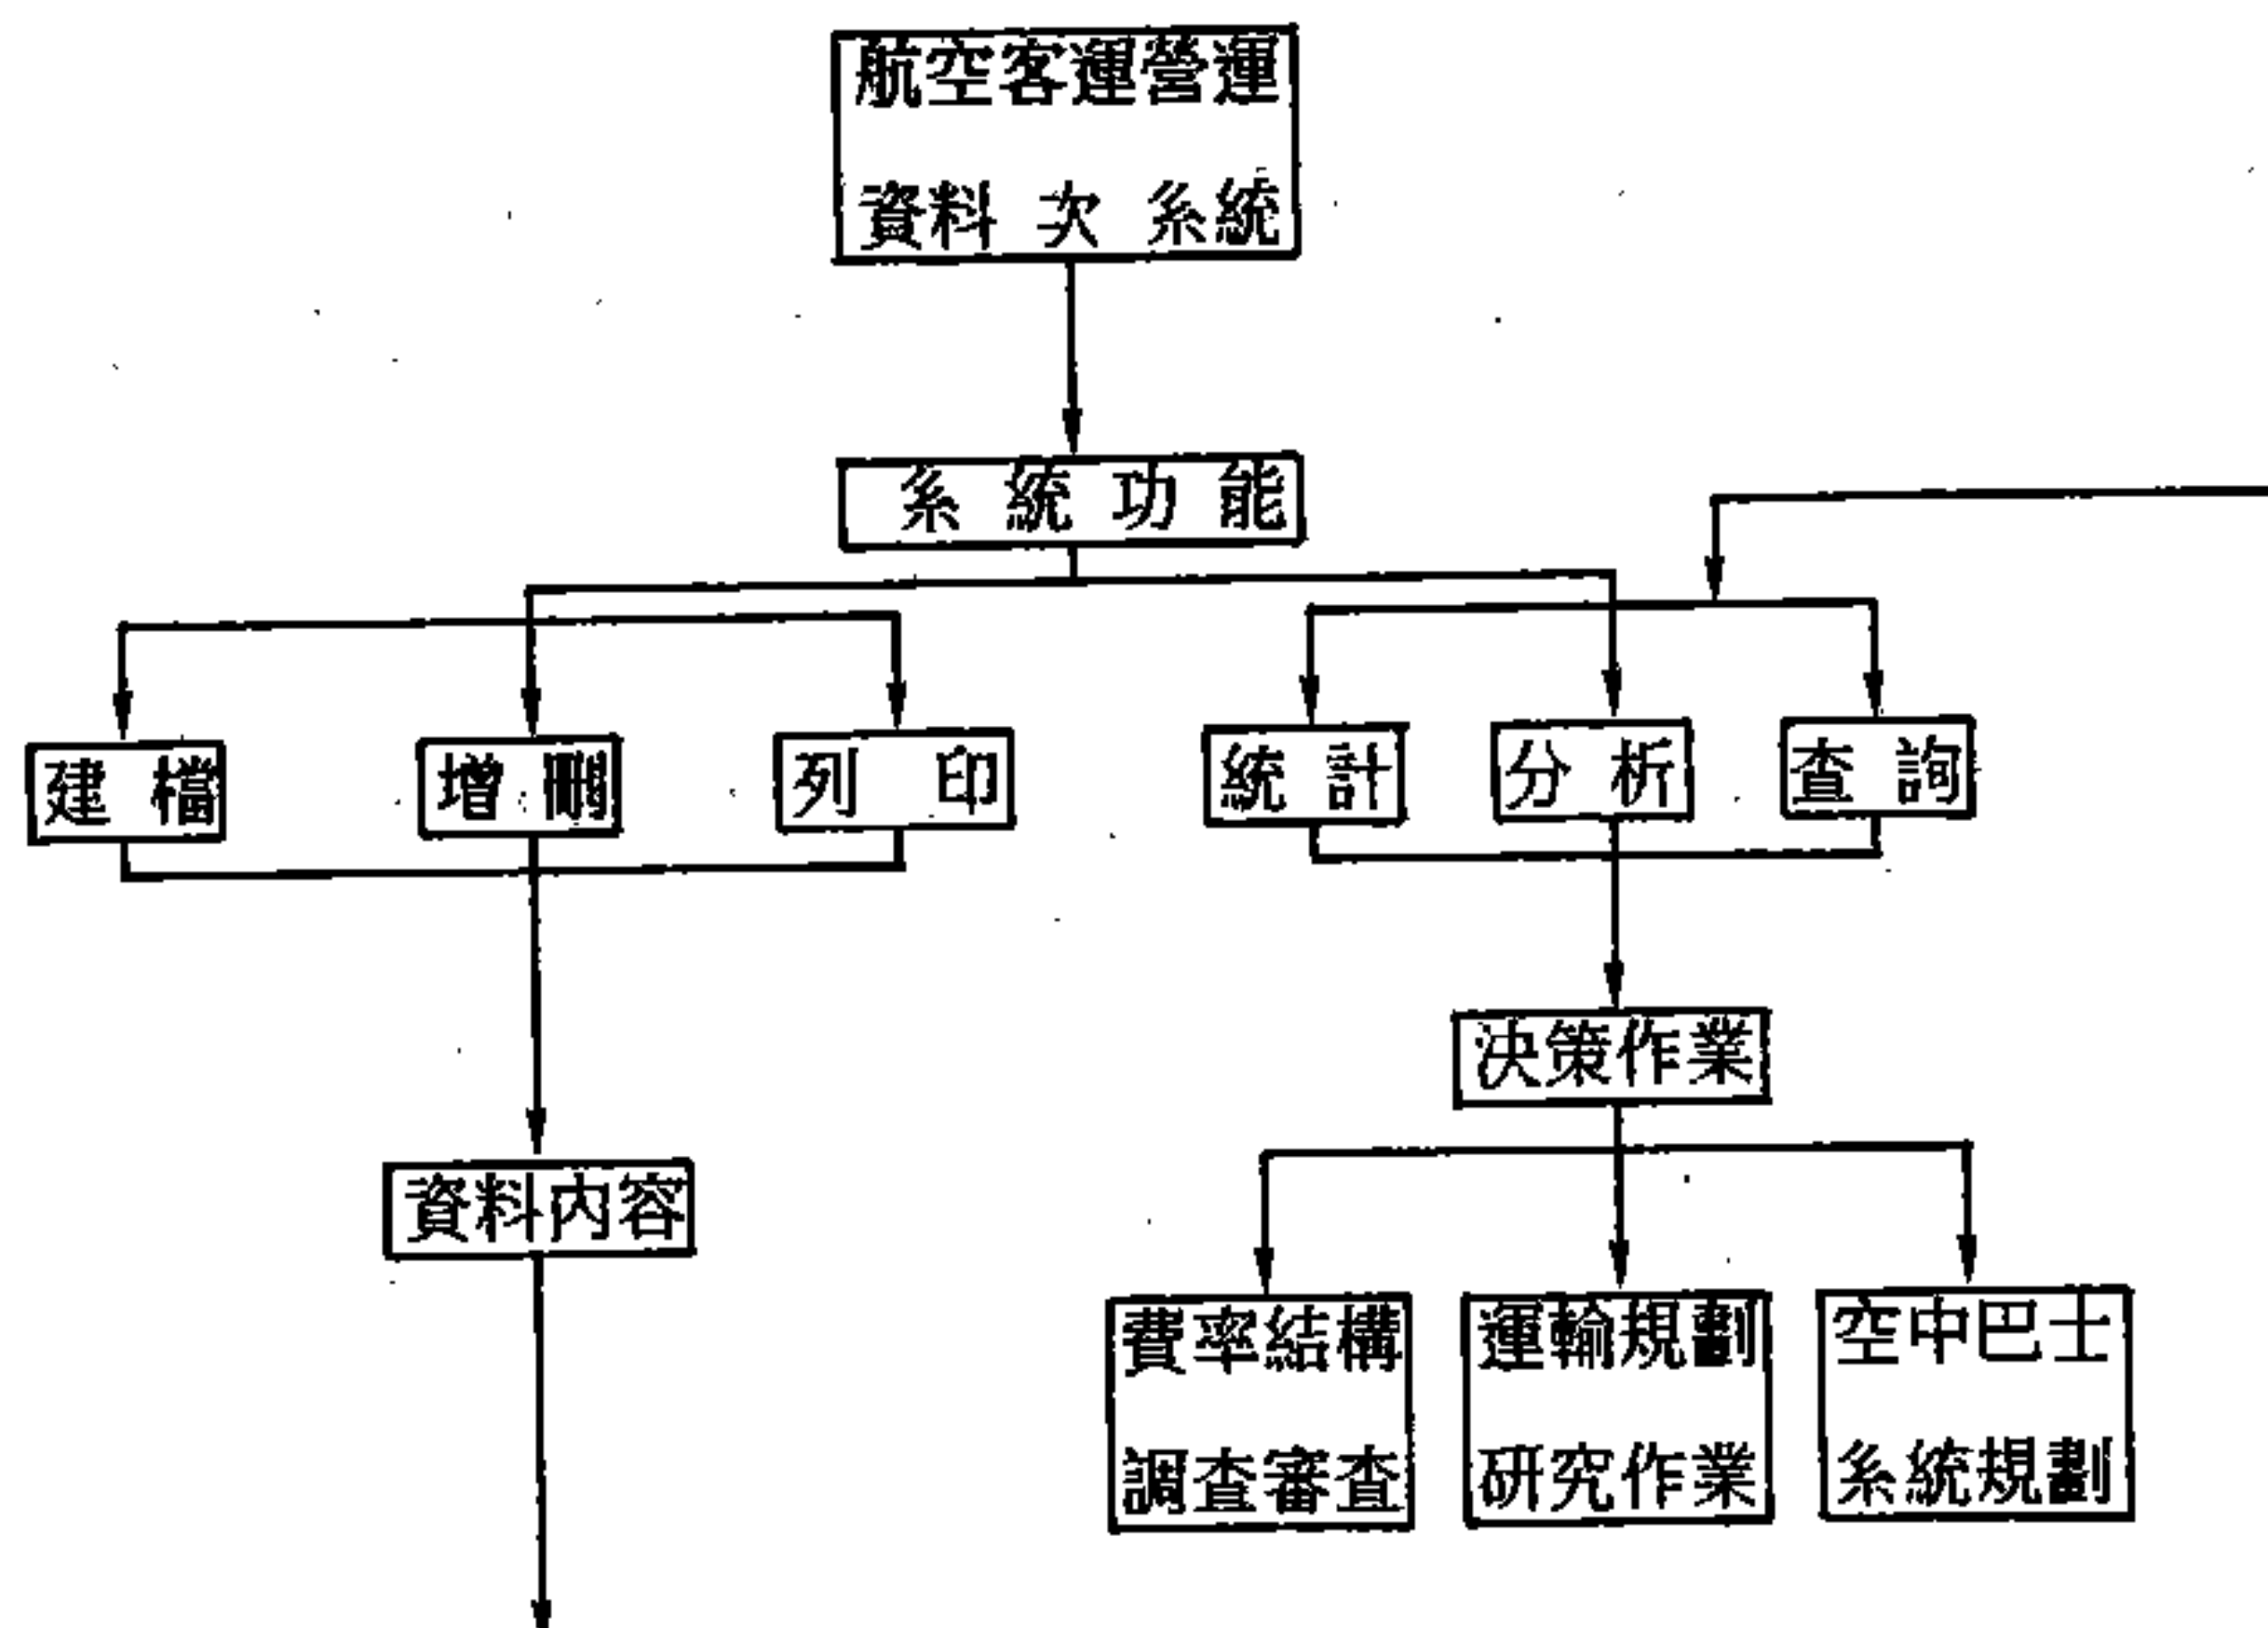 航空客運營運
資料 次 系統
系 統 功 能
建 檔
增 刪
列 印
統 計
分 析
查 詢
決策作業
資料內容
費率結構
調查審查
運輸規劃
研究作業
空中巴士
系統規劃